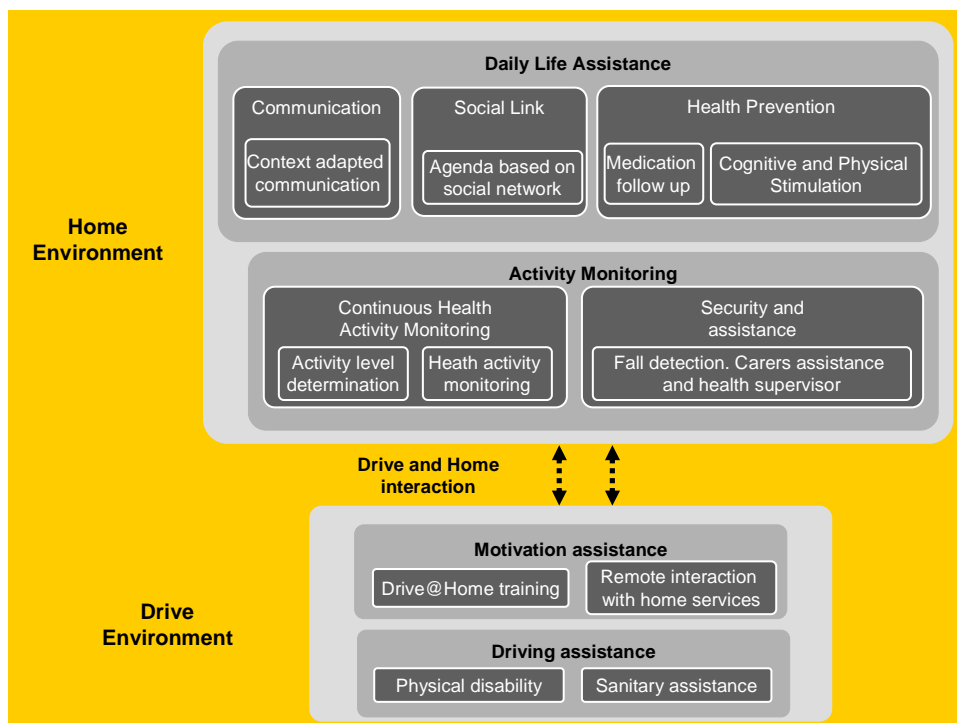 Daily Life Assistance
Communication
Context adapted
communication
Social Link
Agenda based on
social network
Health Prevention
Medication
follow up
Cognitive and Physical
Stimulation
Home
Environment
Activity Monitoring
Continuous Health
Activity Monitoring
Activity level
determination
Heath activity
monitoring
Security and
assistance
Fall detection. Carers assistance
and health supervisor
Drive and Home
interaction
Motivation assistance
Drive@Home training
Remote interaction
with home services
Drive
Environment
Driving assistance
Physical disability
Sanitary assistance